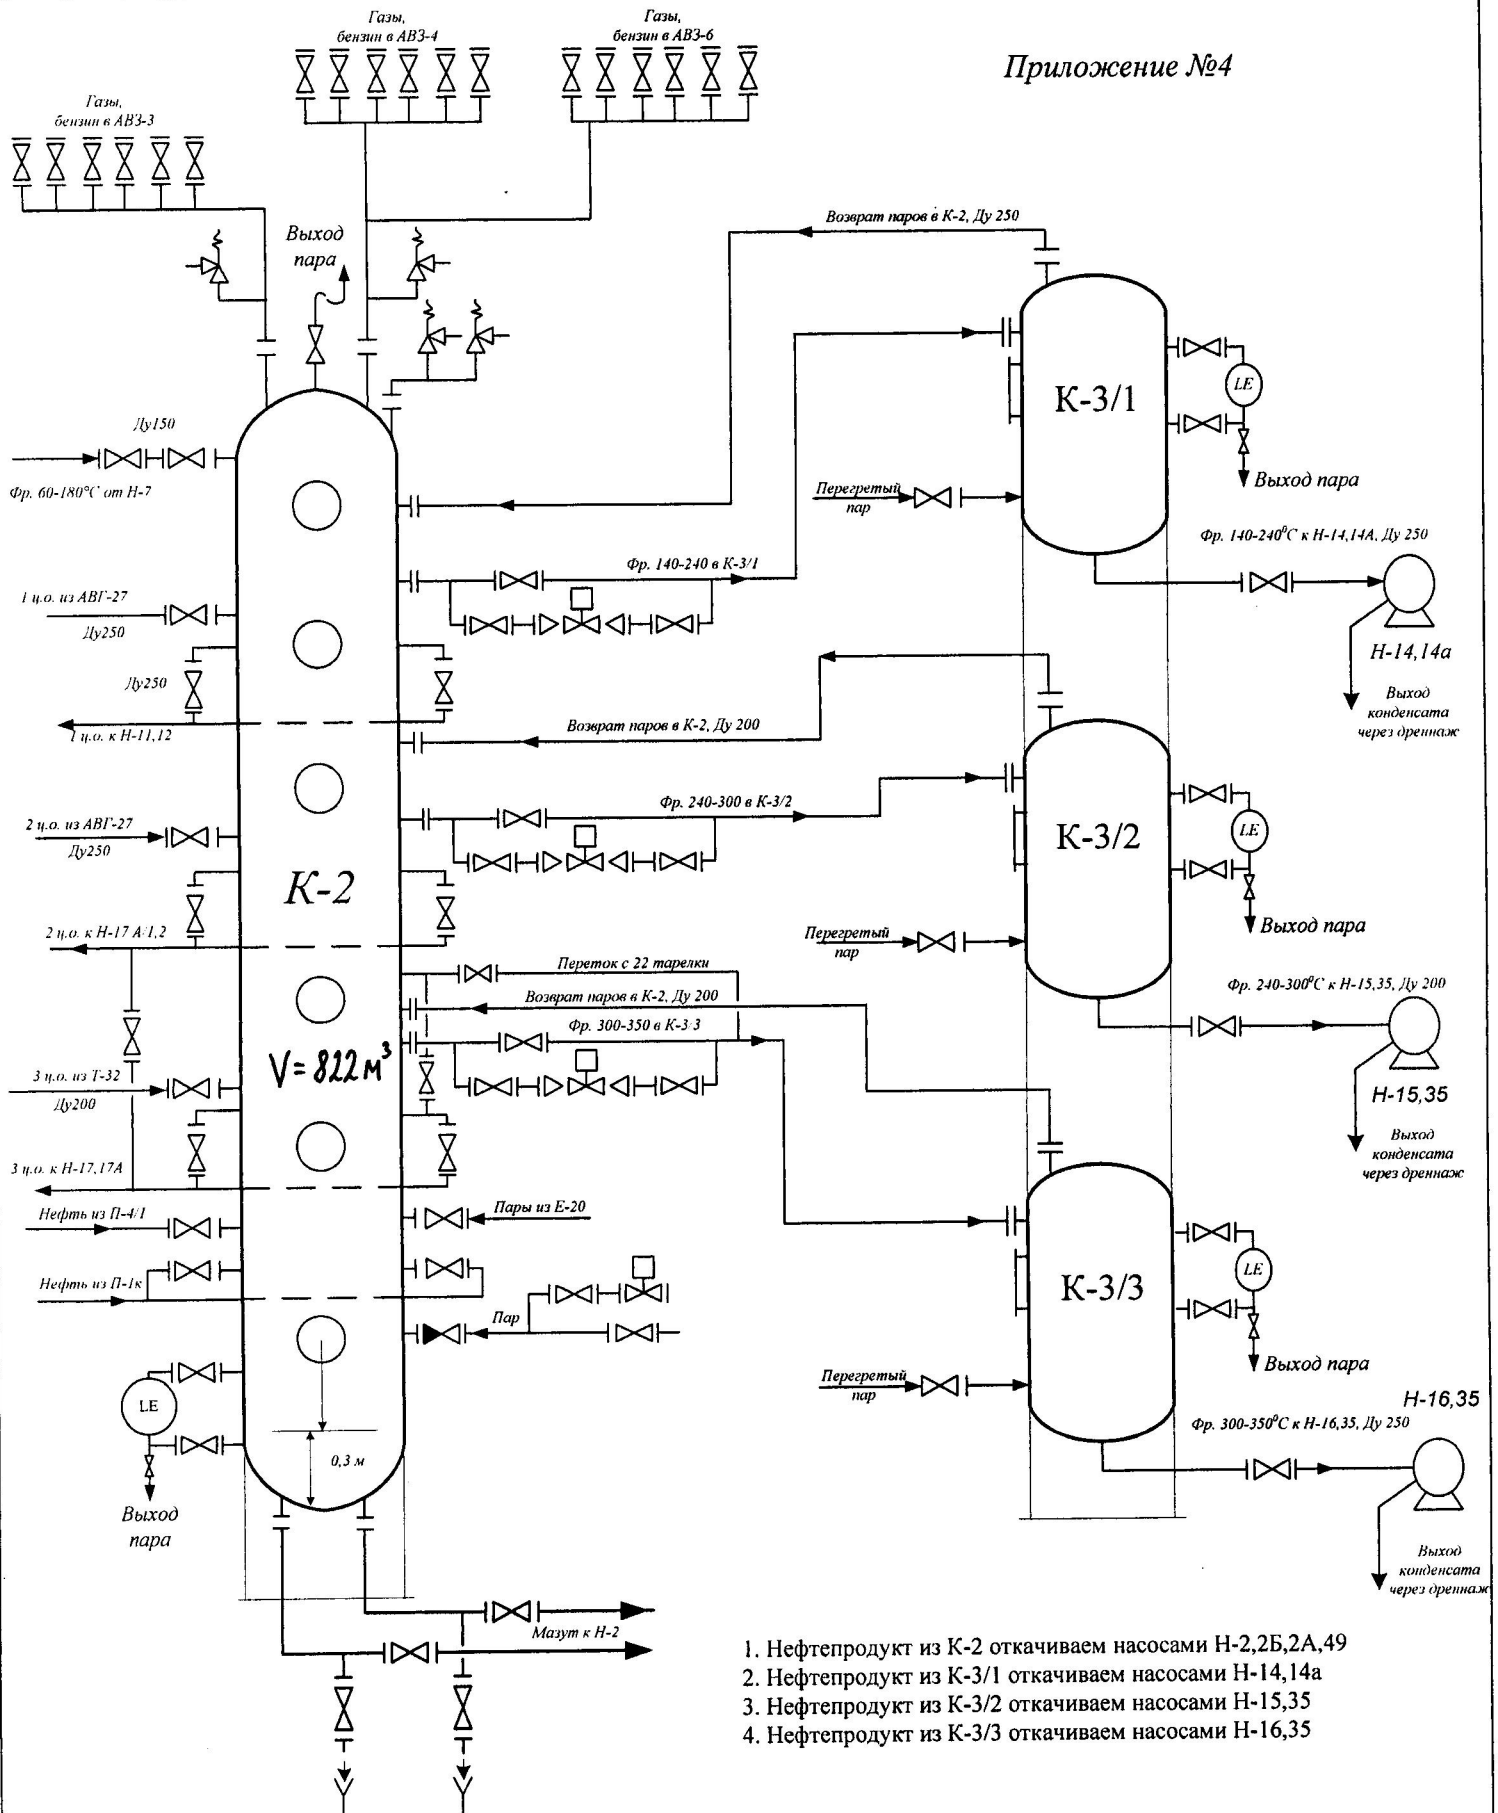 Газы,
бензин в АВЗ-4
Газы,
бензин в АВЗ-6
Приложение №4
Газы,
бензин в АВЗ-3
Выход
пара
Возврат паров в К-2, Ду 250
Ду150
Фр. 60-180°С от Н-7
К-3/1
LE
Выход пара
Перегретый
пар
Фр. 140-240⁰С к Н-14,14А, Ду 250
Фр. 140-240 в К-3/1
1 ц.о. из АВГ-27
Ду250
Н-14,14а
Ду250
Выход
конденсата
через дреннаж
1 ц.о. к Н-11,12
Возврат паров в К-2, Ду 200
Фр. 240-300 в К-3/2
2 ц.о. из АВГ-27
Ду250
К-3/2
LE
К-2
Выход пара
2 ц.о. к Н-17 А/1,2
Перегретый
пар
Переток с 22 тарелки
Фр. 240-300⁰С к Н-15,35, Ду 200
Возврат паров в К-2, Ду 200
Фр. 300-350 в К-3/3
V=822м³
3 ц.о. из Т-32
Ду200
Н-15,35
Выход
конденсата
через дреннаж
3 ц.о. к Н-17,17А
Нефть из П-4/1
Пары из Е-20
Нефть из П-1к
К-3/3
LE
Пар
Выход пара
Перегретый
пар
Н-16,35
LE
Фр. 300-350⁰С к Н-16,35, Ду 250
0,3 м
Выход
пара
Выход
конденсата
через дреннаж
Мазут к Н-2
1. Нефтепродукт из К-2 откачиваем насосами Н-2,2Б,2А,49
2. Нефтепродукт из К-3/1 откачиваем насосами Н-14,14а
3. Нефтепродукт из К-3/2 откачиваем насосами Н-15,35
4. Нефтепродукт из К-3/3 откачиваем насосами Н-16,35